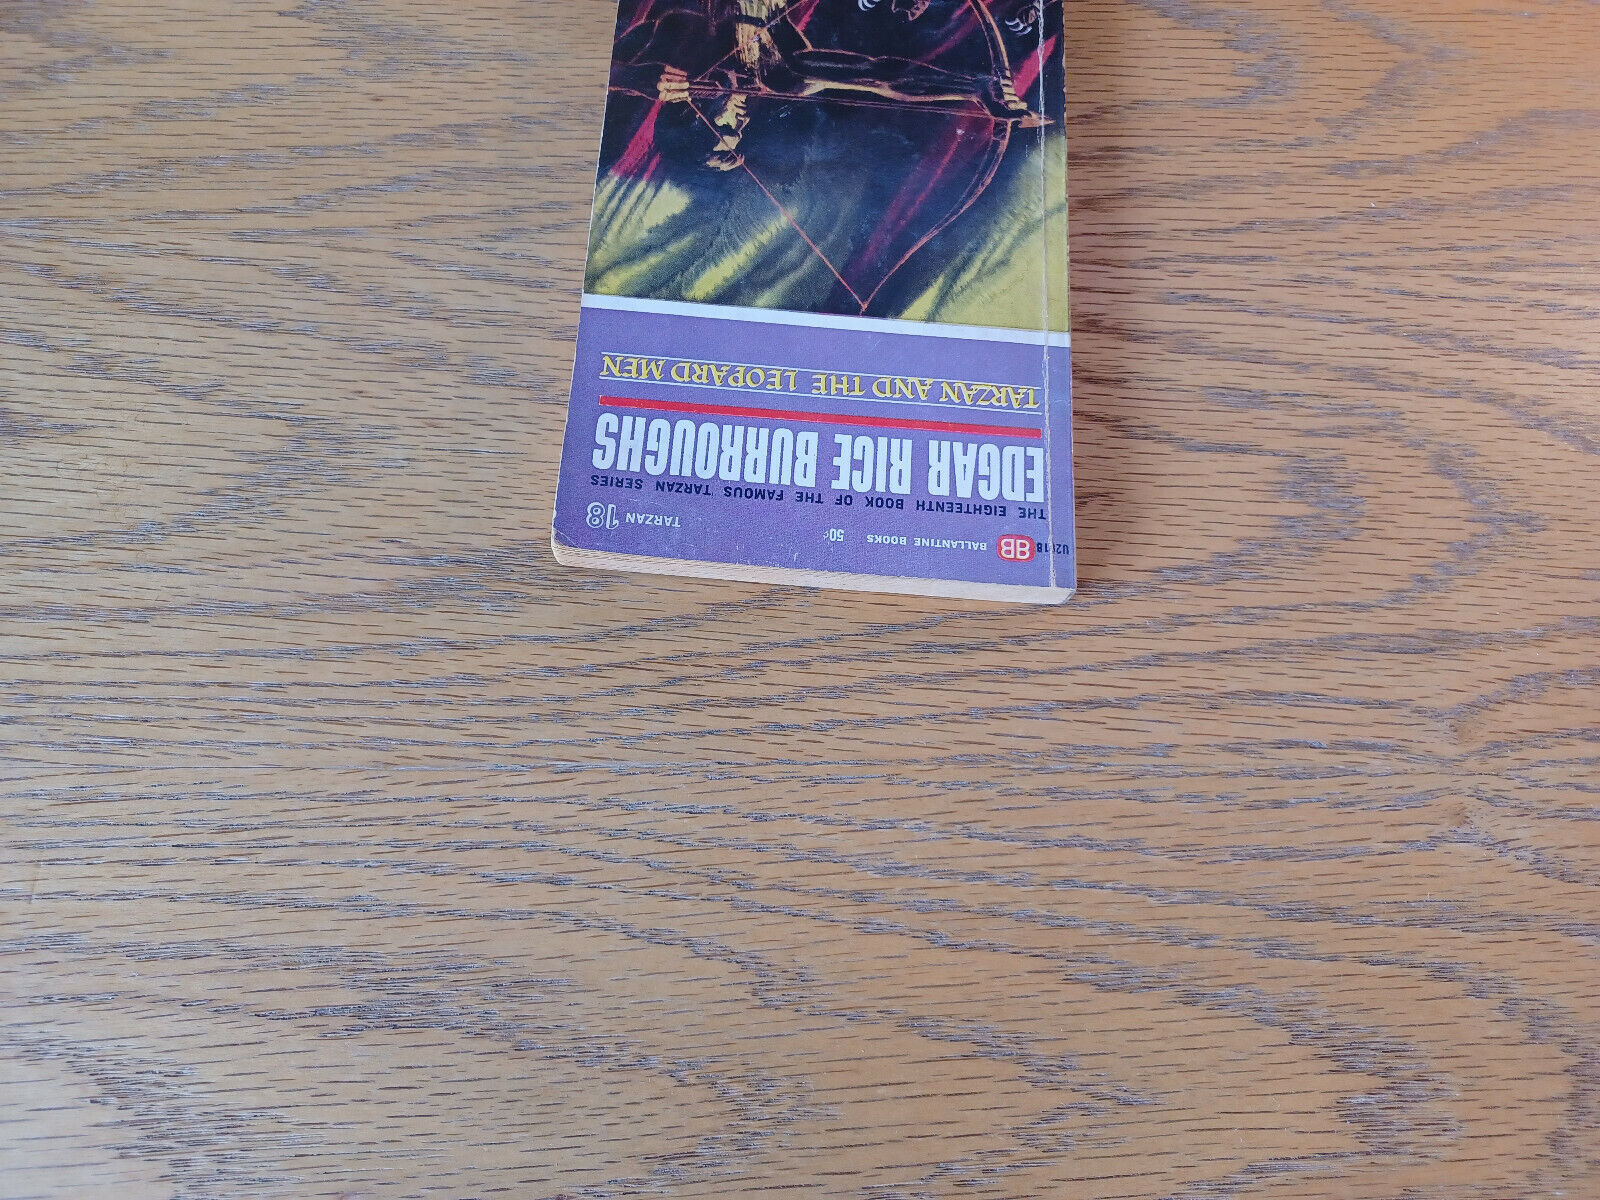 BB BALLANTINE BOOKS 50¢ TARZAN 18
THE EIGHTEENTH BOOK OF THE FAMOUS TARZAN SERIES
EDGAR RICE BURROUGHS
TARZAN AND THE LEOPARD MEN